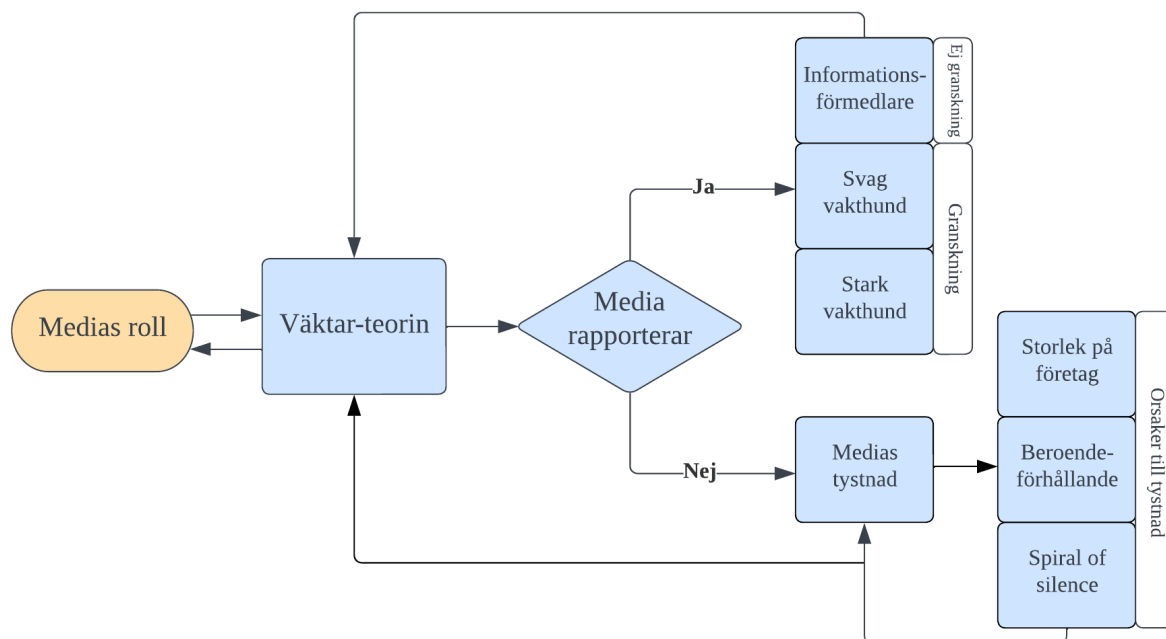 Medias roll
Väktar-teorin
Media
rapporterar
Ja
Informations-
förmedlare
Ej granskning
Svag
vakthund
Stark
vakthund
Granskning
Nej
Medias
tystnad
Storlek på
företag
Beroende-
förhållande
Spiral of
silence
Orsaker till tystnad